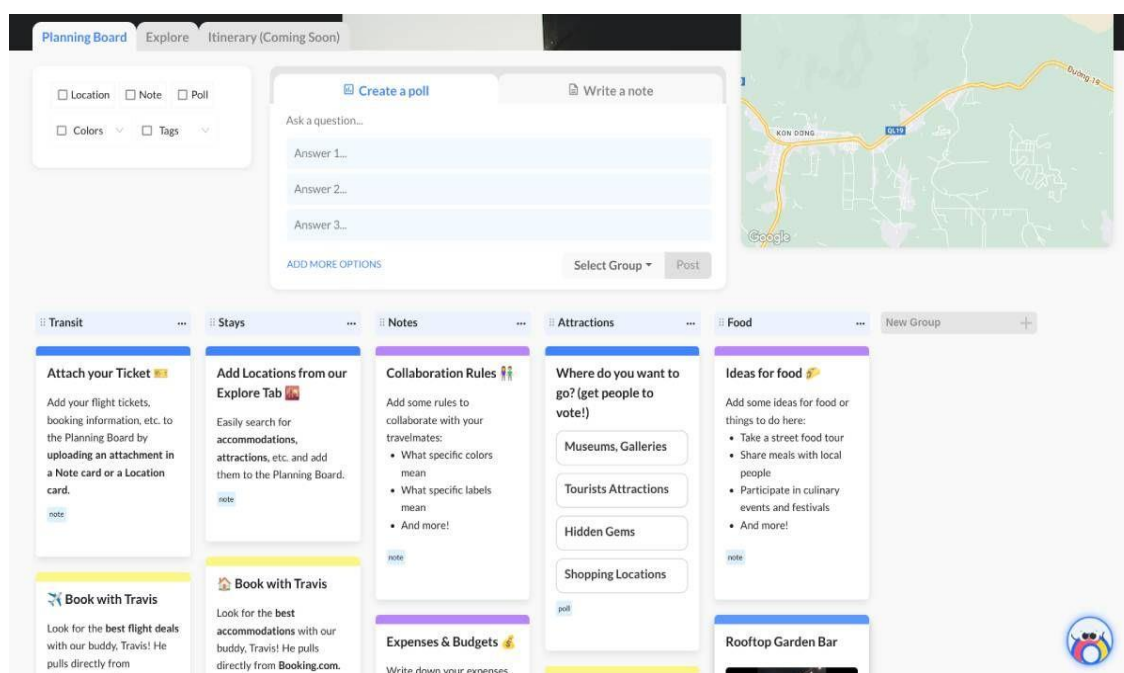 Planning Board
Explore
Itinerary (Coming Soon)
Location
Note
Poll
Colors
Tags
Create a poll
Write a note
Ask a question...
Answer 1...
Answer 2...
Answer 3...
ADD MORE OPTIONS
Select Group
Post
Đường 19
KON DONG
QL19
Google
Transit
Stays
Notes
Attractions
Food
New Group
Attach your Ticket 🎫
Add your flight tickets,
booking information, etc. to
the Planning Board by
uploading an attachment in
a Note card or a Location
card.
note
✈️ Book with Travis
Look for the best flight deals
with our buddy, Travis! He
pulls directly from
Add Locations from our
Explore Tab 🌇
Easily search for
accommodations,
attractions, etc. and add
them to the Planning Board.
note
🏠 Book with Travis
Look for the best
accommodations with our
buddy, Travis! He pulls
directly from Booking.com.
Collaboration Rules 👫
Add some rules to
collaborate with your
travelmates:
• What specific colors
mean
• What specific labels
mean
• And more!
note
Expenses & Budgets 💰
Write down your expenses
Where do you want to
go? (get people to
vote!)
Museums, Galleries
Tourists Attractions
Hidden Gems
Shopping Locations
poll
Ideas for food 🌮
Add some ideas for food or
things to do here:
• Take a street food tour
• Share meals with local
people
• Participate in culinary
events and festivals
• And more!
note
Rooftop Garden Bar